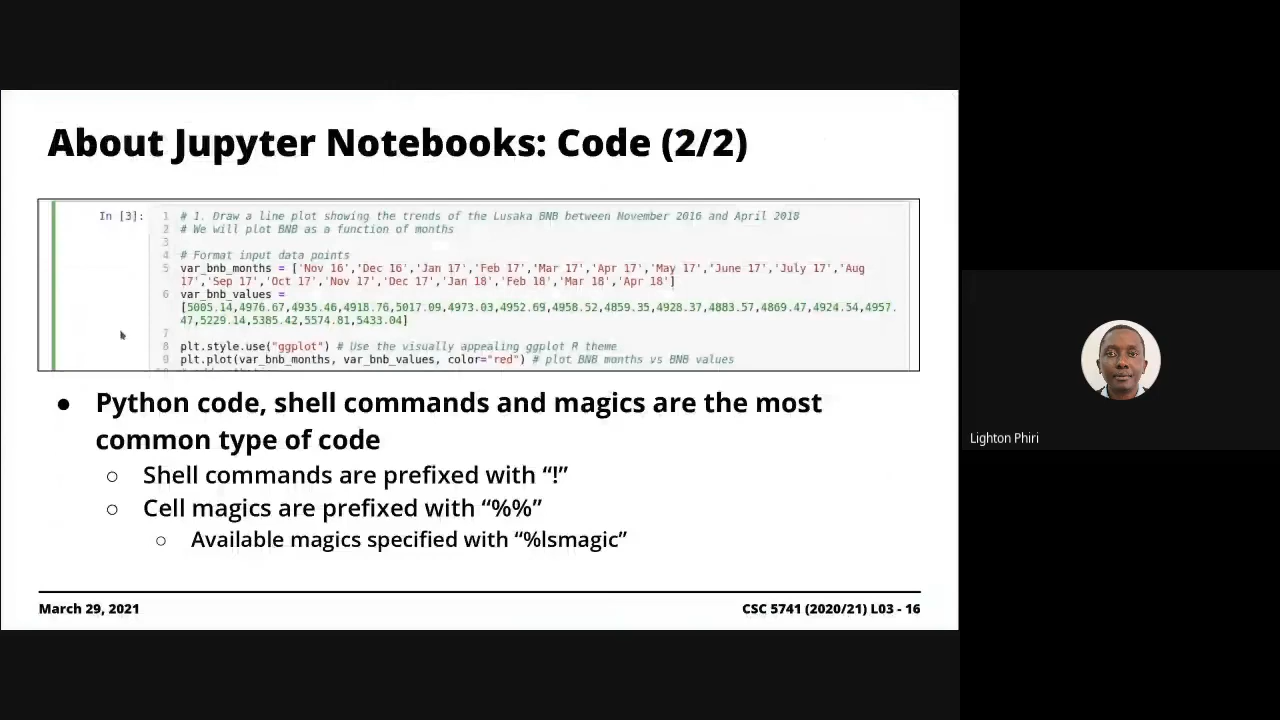 About Jupyter Notebooks: Code (2/2)
In [3]:
1 # 1. Draw a line plot showing the trends of the Lusaka BNB between November 2016 and April 2018
2 # We will plot BNB as a function of months
3
4 # Format input data points
5 var_bnb_months = ['Nov 16','Dec 16','Jan 17','Feb 17','Mar 17','Apr 17','May 17','June 17','July 17','Aug
17','Sep 17','Oct 17','Nov 17','Dec 17','Jan 18','Feb 18','Mar 18','Apr 18']
6 var_bnb_values =
[5005.14,4976.67,4935.46,4918.76,5017.09,4973.03,4952.69,4958.52,4859.35,4928.37,4883.57,4869.47,4924.54,4957.
47,5229.14,5385.42,5574.81,5433.04]
7
8 plt.style.use("ggplot") # Use the visually appealing ggplot R theme
9 plt.plot(var_bnb_months, var_bnb_values, color="red") # plot BNB months vs BNB values
● Python code, shell commands and magics are the most
common type of code
○ Shell commands are prefixed with “!”
○ Cell magics are prefixed with “%%”
○ Available magics specified with “%lsmagic”
March 29, 2021
CSC 5741 (2020/21) L03 - 16
Lighton Phiri